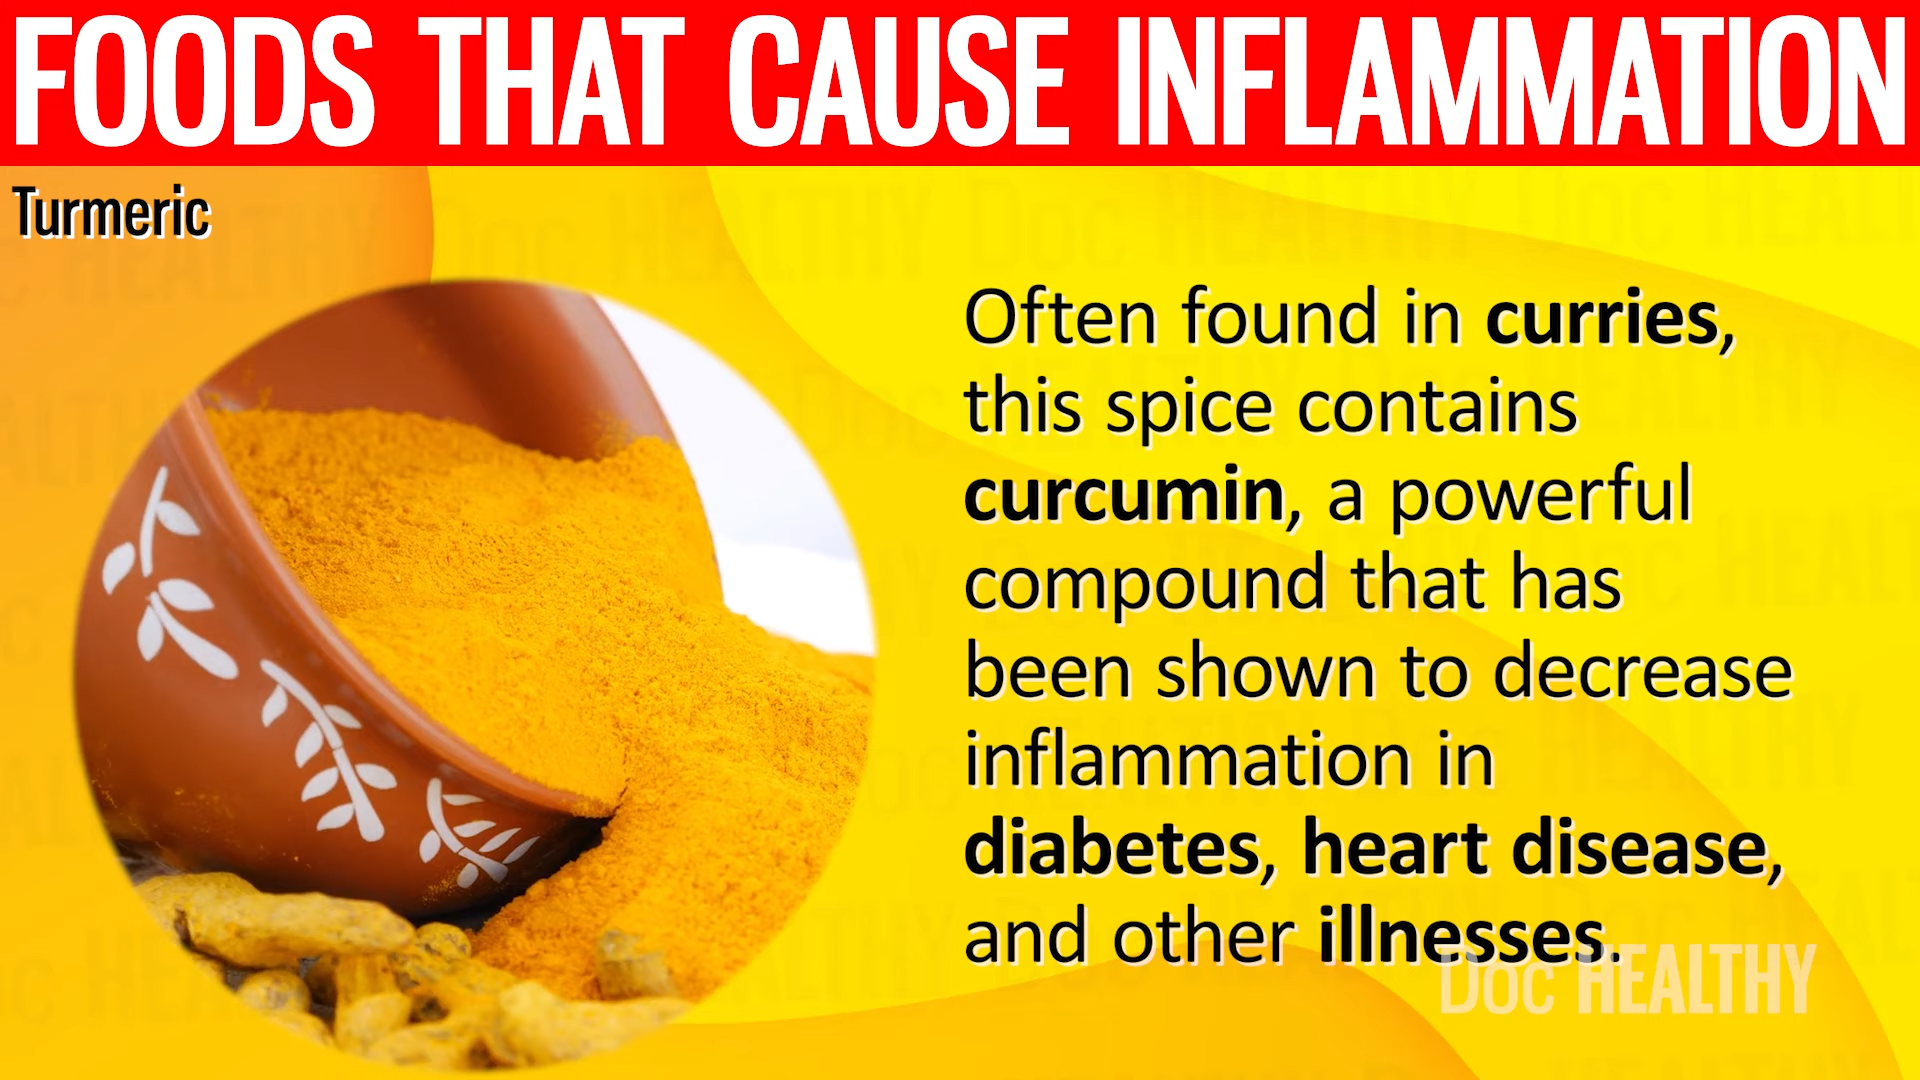 FOODS THAT CAUSE INFLAMMATION
Turmeric
Often found in curries,
this spice contains
curcumin, a powerful
compound that has
been shown to decrease
inflammation in
diabetes, heart disease,
and other illnesses.
Doc HEALTHY